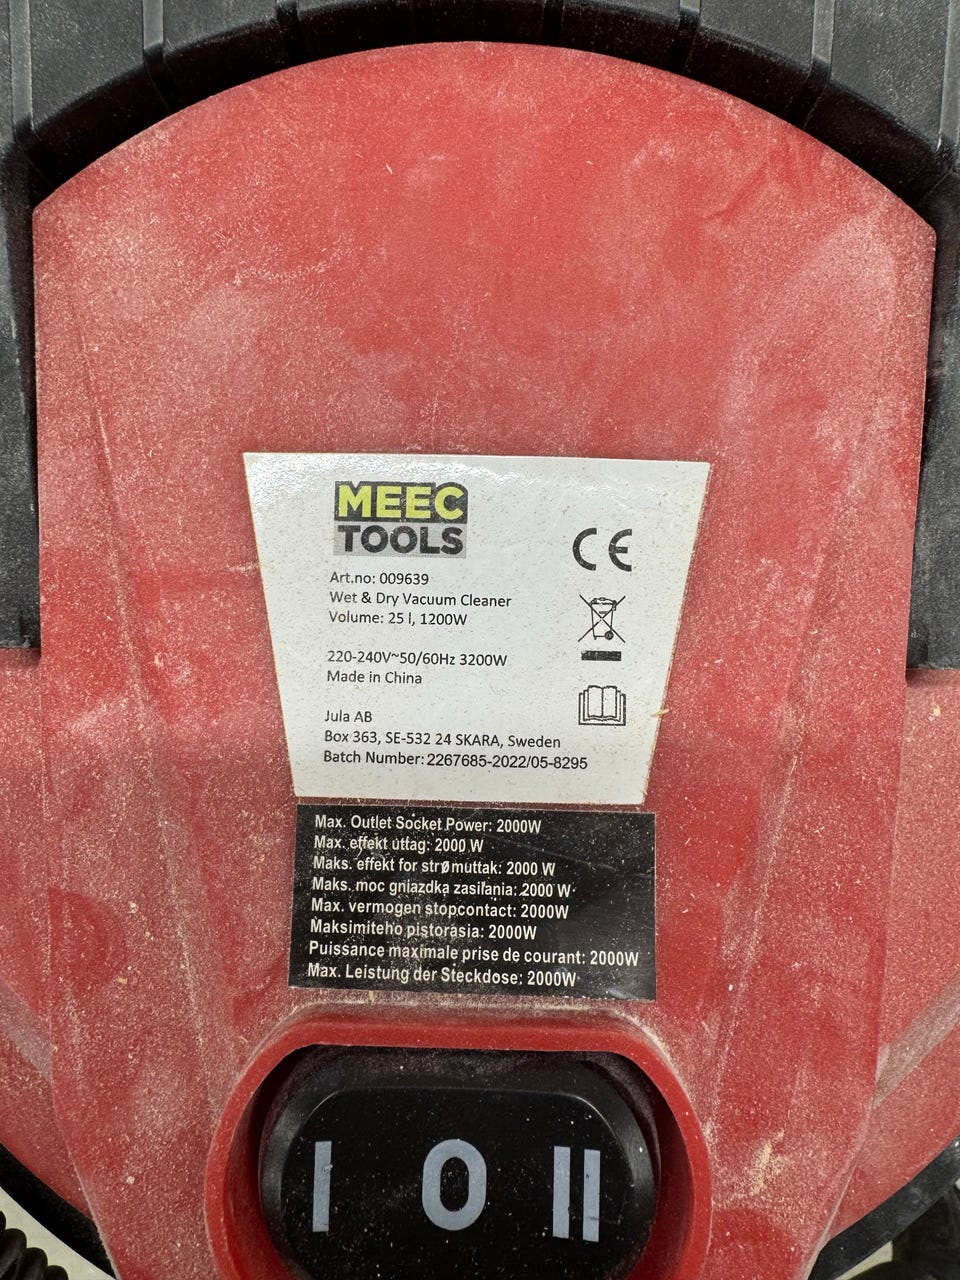 MEEC
TOOLS
CE
Art.no: 009639
Wet & Dry Vacuum Cleaner
Volume: 25 l, 1200W
220-240V~50/60Hz 3200W
Made in China
Jula AB
Box 363, SE-532 24 SKARA, Sweden
Batch Number: 2267685-2022/05-8295
Max. Outlet Socket Power: 2000W
Max. effekt uttag: 2000 W
Maks. effekt for strømuttak: 2000 W
Maks. moc gniazdka zasilania: 2000 W
Max. vermogen stopcontact: 2000W
Maksimiteho pistorasia: 2000W
Puissance maximale prise de courant: 2000W
Max. Leistung der Steckdose: 2000W
I O II